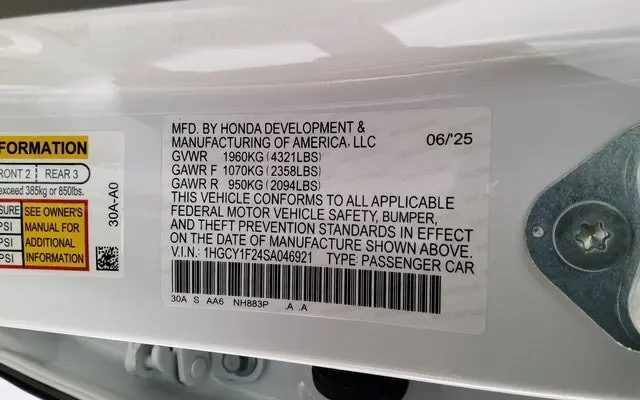 FORMATION
FRONT 2 | REAR 3
exceed 385kg or 850lbs.
SURE
PSI
PSI
PSI
SEE OWNER'S
MANUAL FOR
ADDITIONAL
INFORMATION
30A-A0
MFD. BY HONDA DEVELOPMENT &
MANUFACTURING OF AMERICA, LLC 06/25
GVWR 1960KG (4321LBS)
GAWR F 1070KG (2358LBS)
GAWR R 950KG (2094LBS)
THIS VEHICLE CONFORMS TO ALL APPLICABLE
FEDERAL MOTOR VEHICLE SAFETY, BUMPER,
AND THEFT PREVENTION STANDARDS IN EFFECT
ON THE DATE OF MANUFACTURE SHOWN ABOVE.
V.I.N.: 1HGCY1F24SA046921 TYPE: PASSENGER CAR
30A S AA6 NH883P .A .A